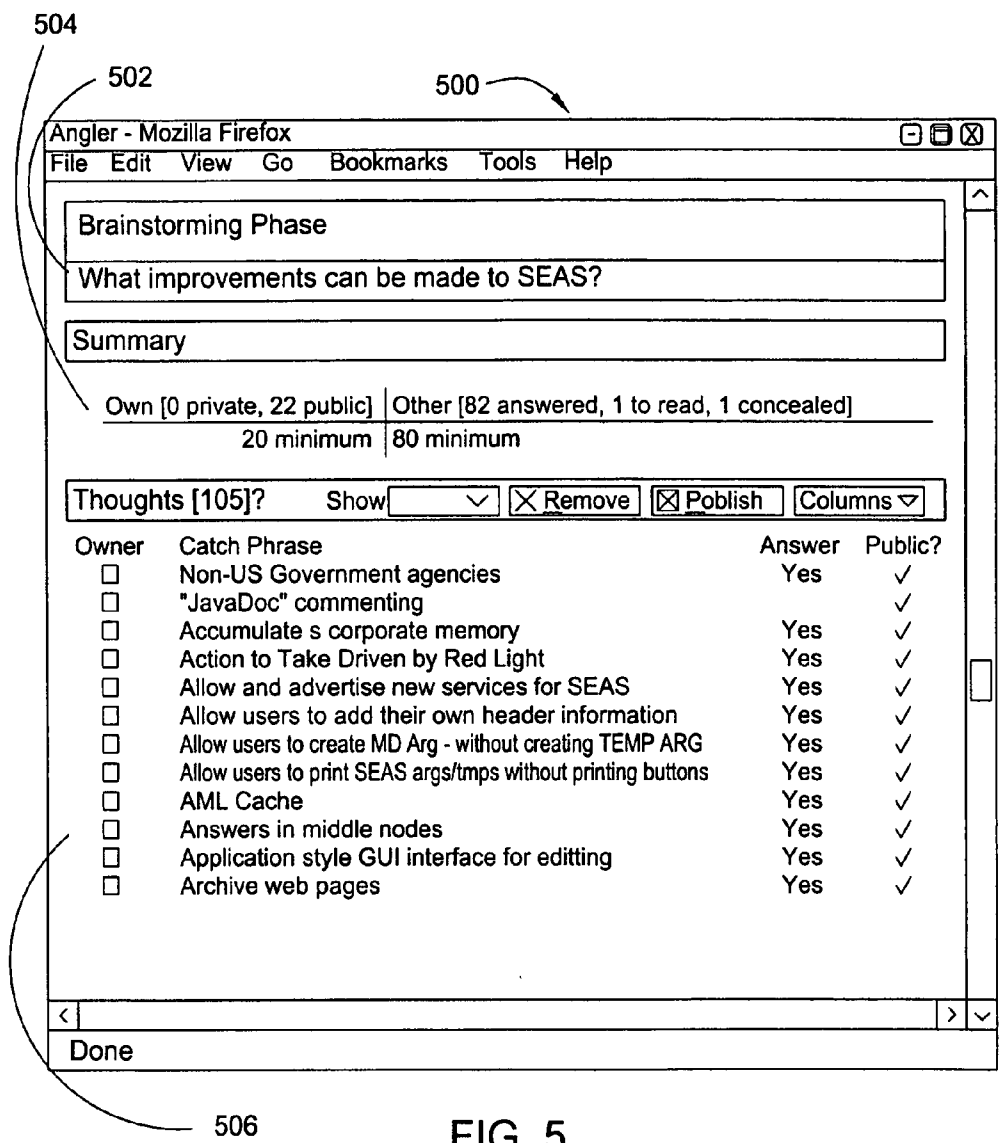 504
502
500
Angler - Mozilla Firefox
File Edit View Go Bookmarks Tools Help
Brainstorming Phase
What improvements can be made to SEAS?
Summary
Own [0 private, 22 public] Other [82 answered, 1 to read, 1 concealed]
20 minimum 80 minimum
Thoughts [105]? Show Remove Poblish Columns
Owner Catch Phrase Answer Public?
Non-US Government agencies Yes ✓
"JavaDoc" commenting ✓
Accumulate s corporate memory Yes ✓
Action to Take Driven by Red Light Yes ✓
Allow and advertise new services for SEAS Yes ✓
Allow users to add their own header information Yes ✓
Allow users to create MD Arg - without creating TEMP ARG Yes ✓
Allow users to print SEAS args/tmps without printing buttons Yes ✓
AML Cache Yes ✓
Answers in middle nodes Yes ✓
Application style GUI interface for editting Yes ✓
Archive web pages Yes ✓
Done
506
FIG. 5